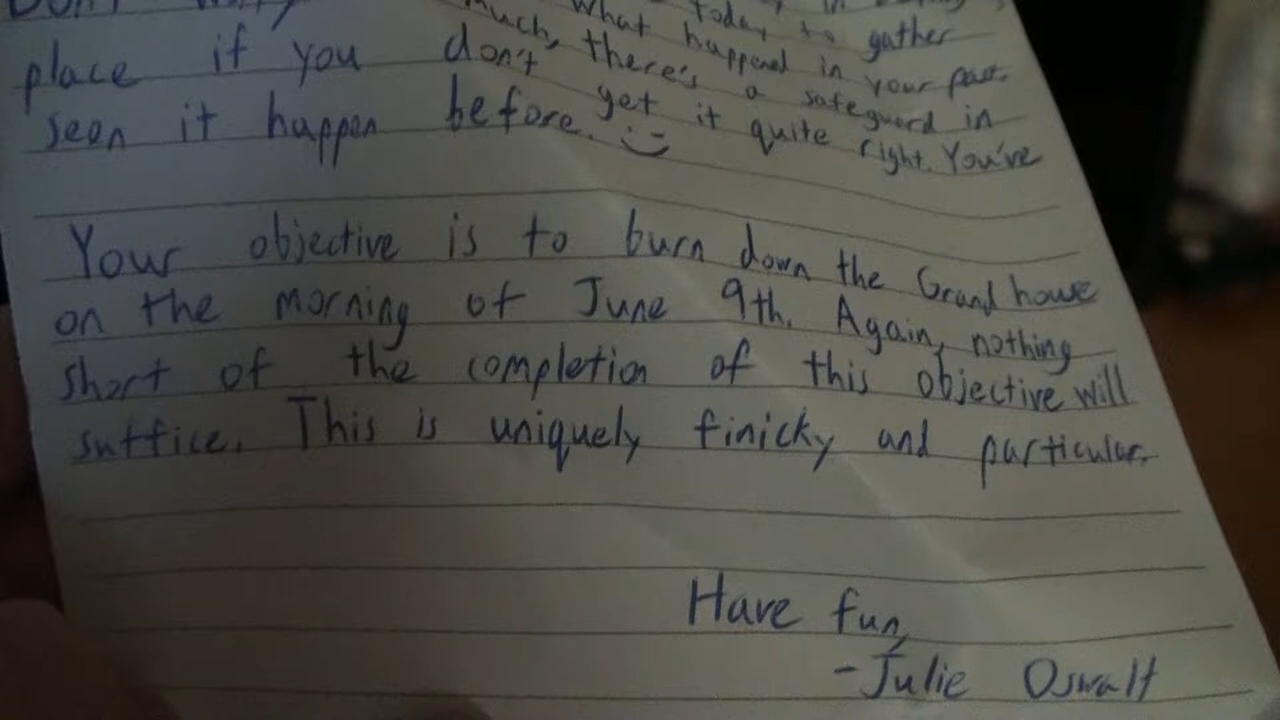 today to gather
What happened in your past.
Don't worry much, there's a safeguard in
place if you don't get it quite right. You've
seen it happen before. :)
Your objective is to burn down the Grand house
on the morning of June 9th. Again, nothing
short of the completion of this objective will
suffice. This is uniquely finicky and particular.
Have fun,
-Julie Oswalt